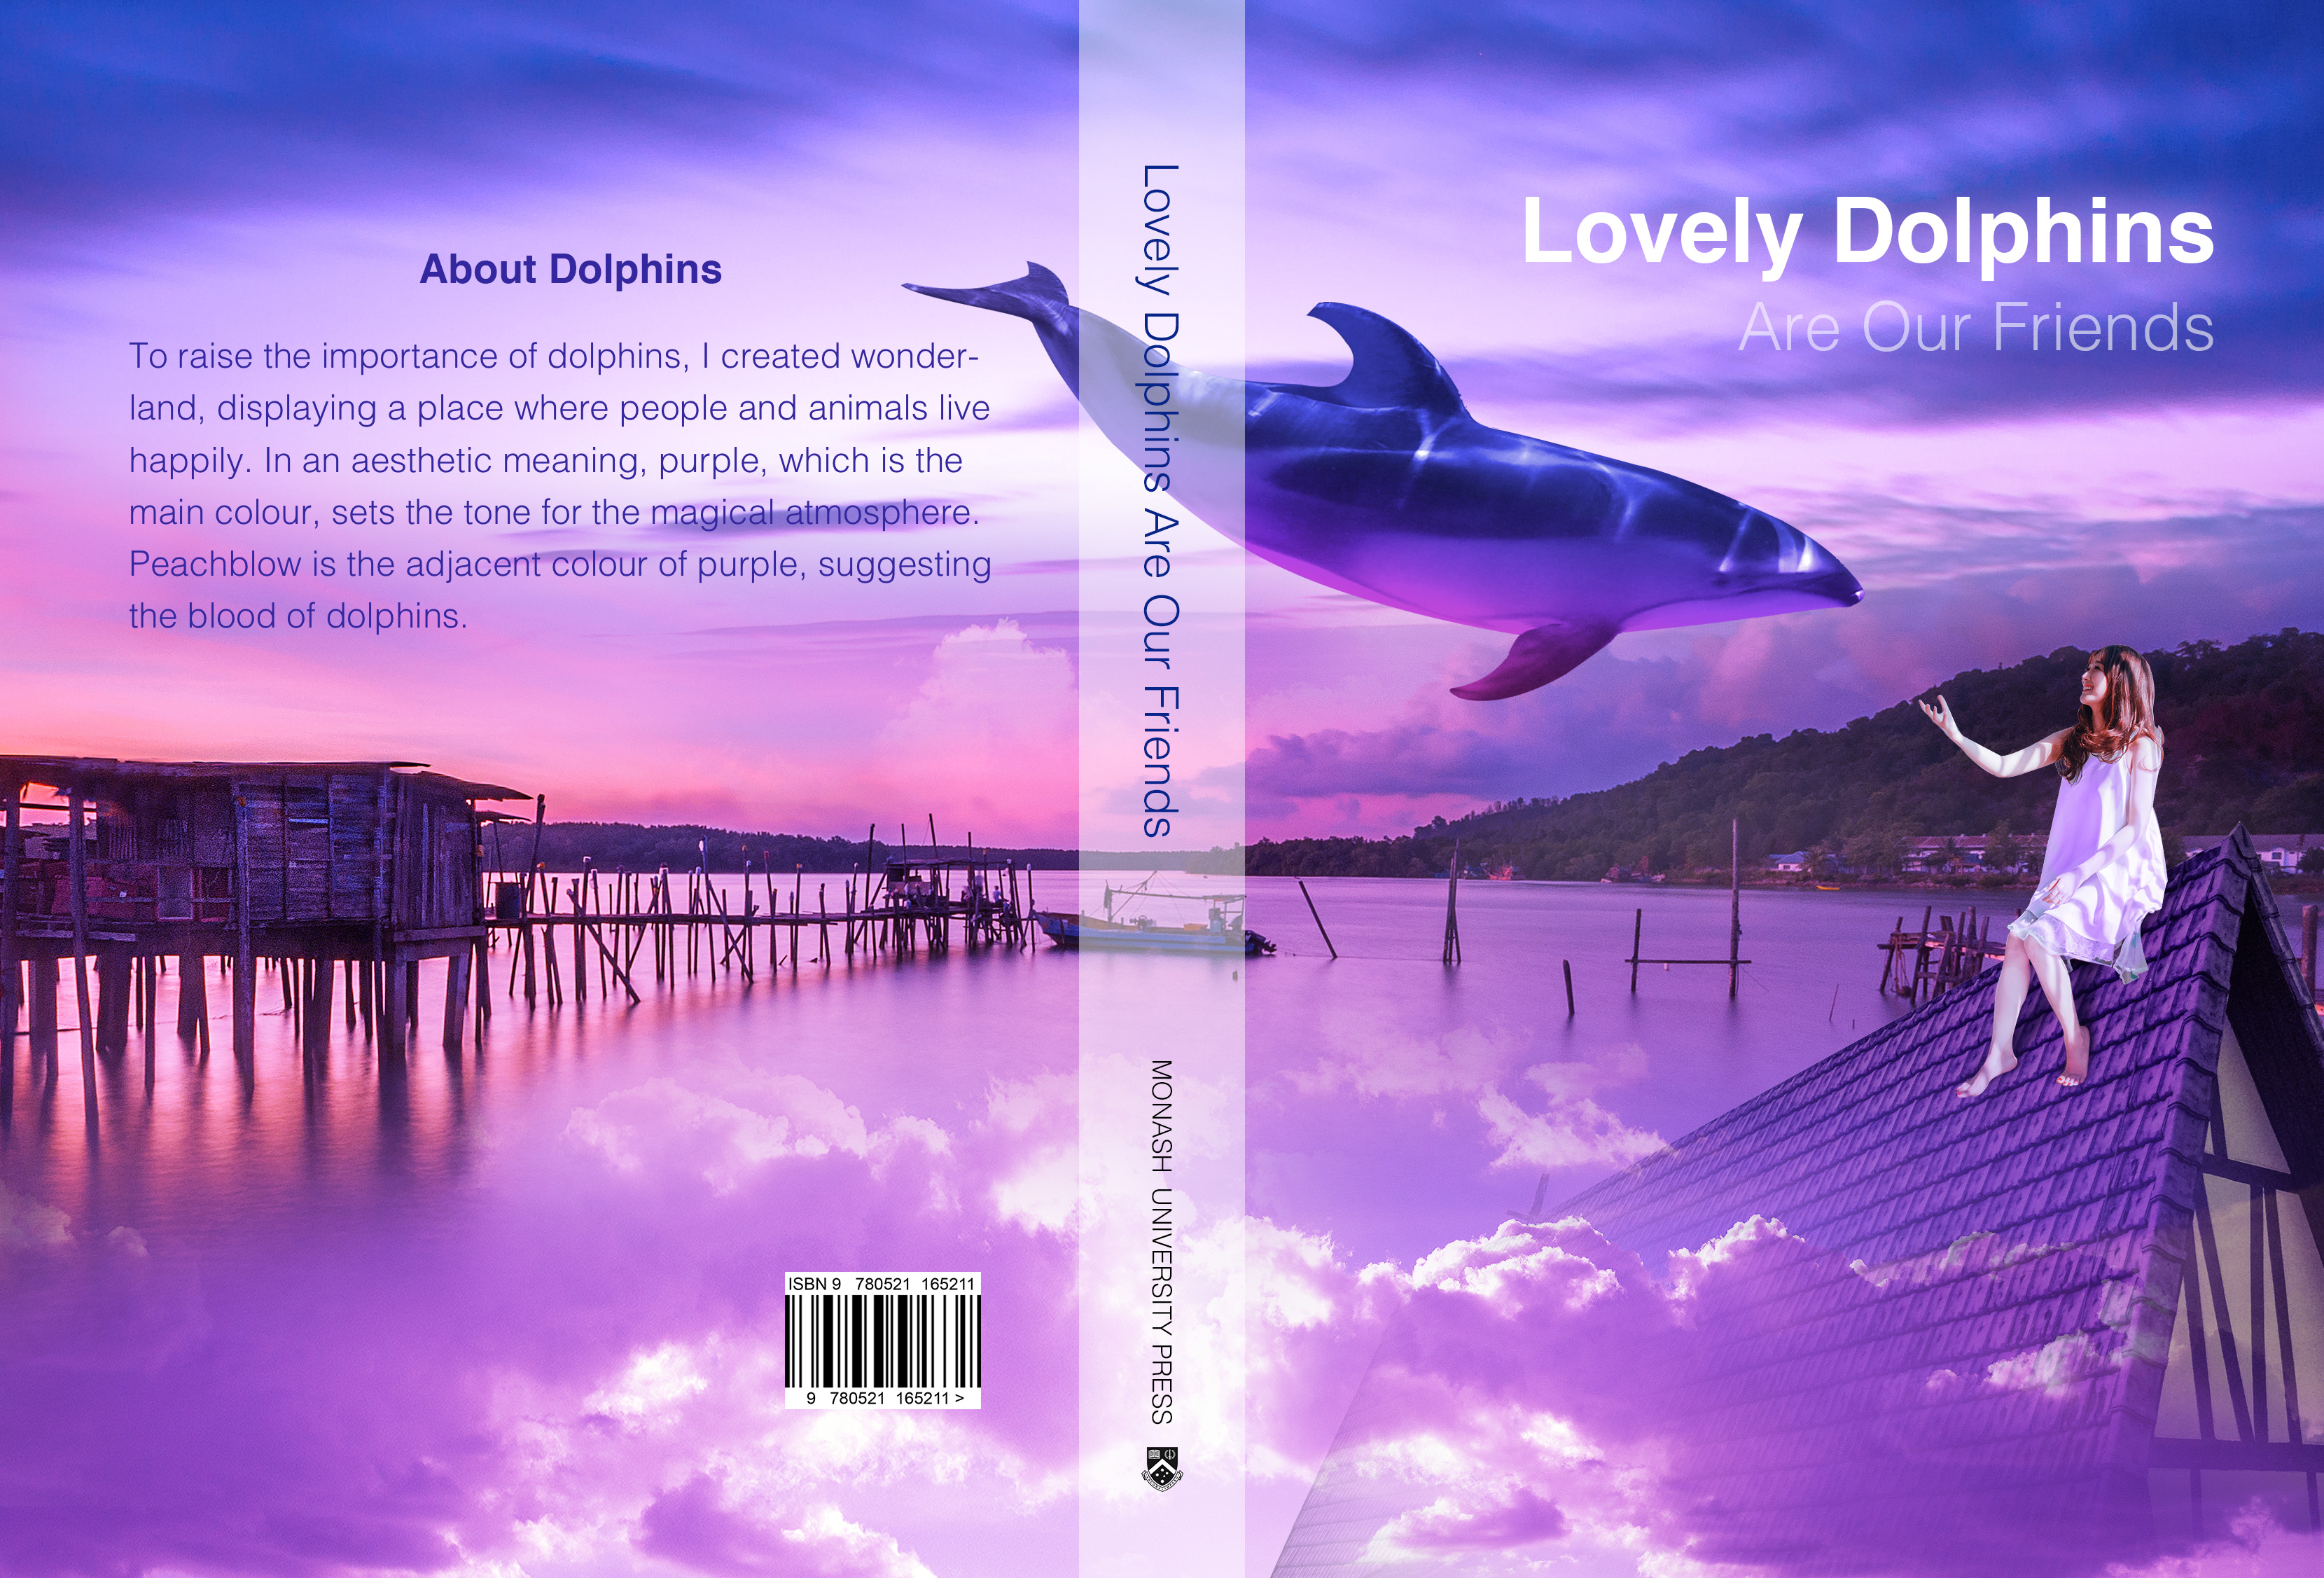 About Dolphins
To raise the importance of dolphins, I created wonder-
land, displaying a place where people and animals live
happily. In an aesthetic meaning, purple, which is the
main colour, sets the tone for the magical atmosphere.
Peachblow is the adjacent colour of purple, suggesting
the blood of dolphins.
ISBN 9 780521 165211
9 780521 165211 >
Lovely Dolphins Are Our Friends
MONASH UNIVERSITY PRESS
Lovely Dolphins
Are Our Friends